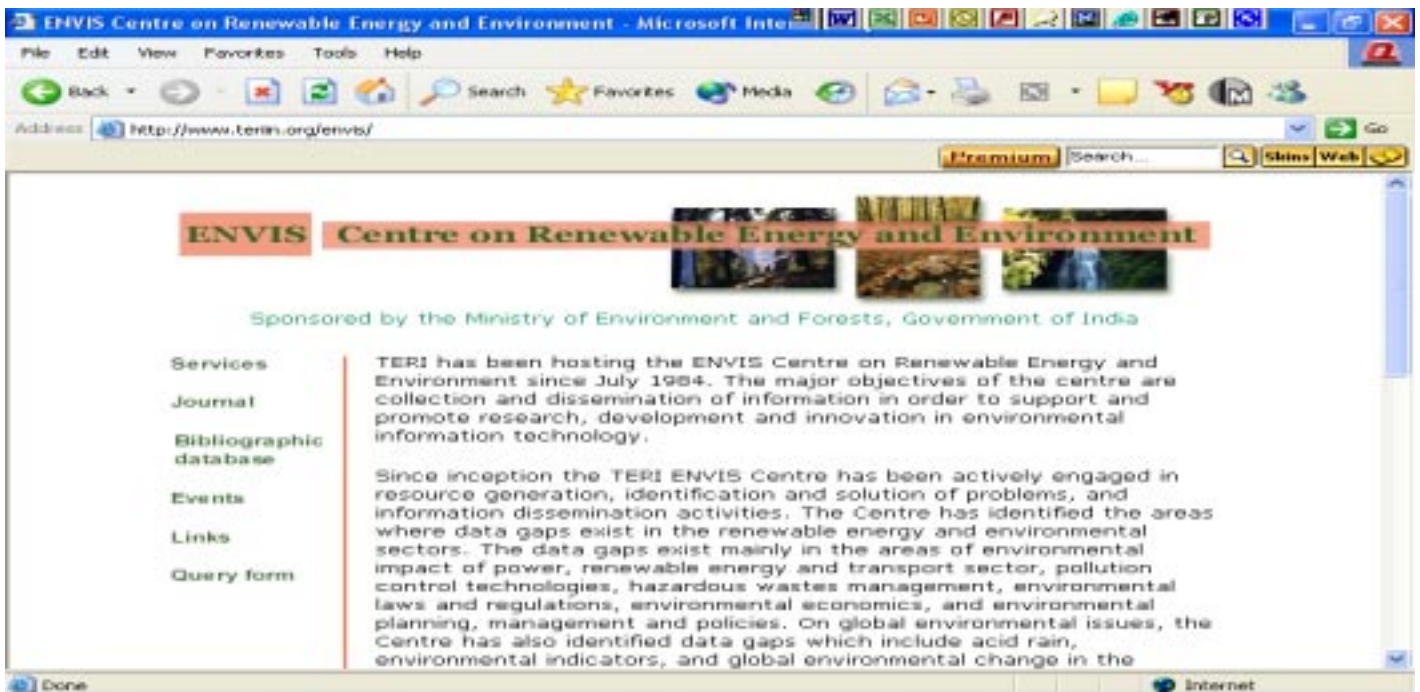 ENVIS Centre on Renewable Energy and Environment - Microsoft Inte
File Edit View Favorites Tools Help
Back Search Favorites Media
Address http://www.teriin.org/envis/ Go
Premium Search... Skins Web
ENVIS Centre on Renewable Energy and Environment
Sponsored by the Ministry of Environment and Forests, Government of India
Services
Journal
Bibliographic
database
Events
Links
Query form
TERI has been hosting the ENVIS Centre on Renewable Energy and
Environment since July 1984. The major objectives of the centre are
collection and dissemination of information in order to support and
promote research, development and innovation in environmental
information technology.
Since inception the TERI ENVIS Centre has been actively engaged in
resource generation, identification and solution of problems, and
information dissemination activities. The Centre has identified the areas
where data gaps exist in the renewable energy and environmental
sectors. The data gaps exist mainly in the areas of environmental
impact of power, renewable energy and transport sector, pollution
control technologies, hazardous wastes management, environmental
laws and regulations, environmental economics, and environmental
planning, management and policies. On global environmental issues, the
Centre has also identified data gaps which include acid rain,
environmental indicators, and global environmental change in the
Done Internet